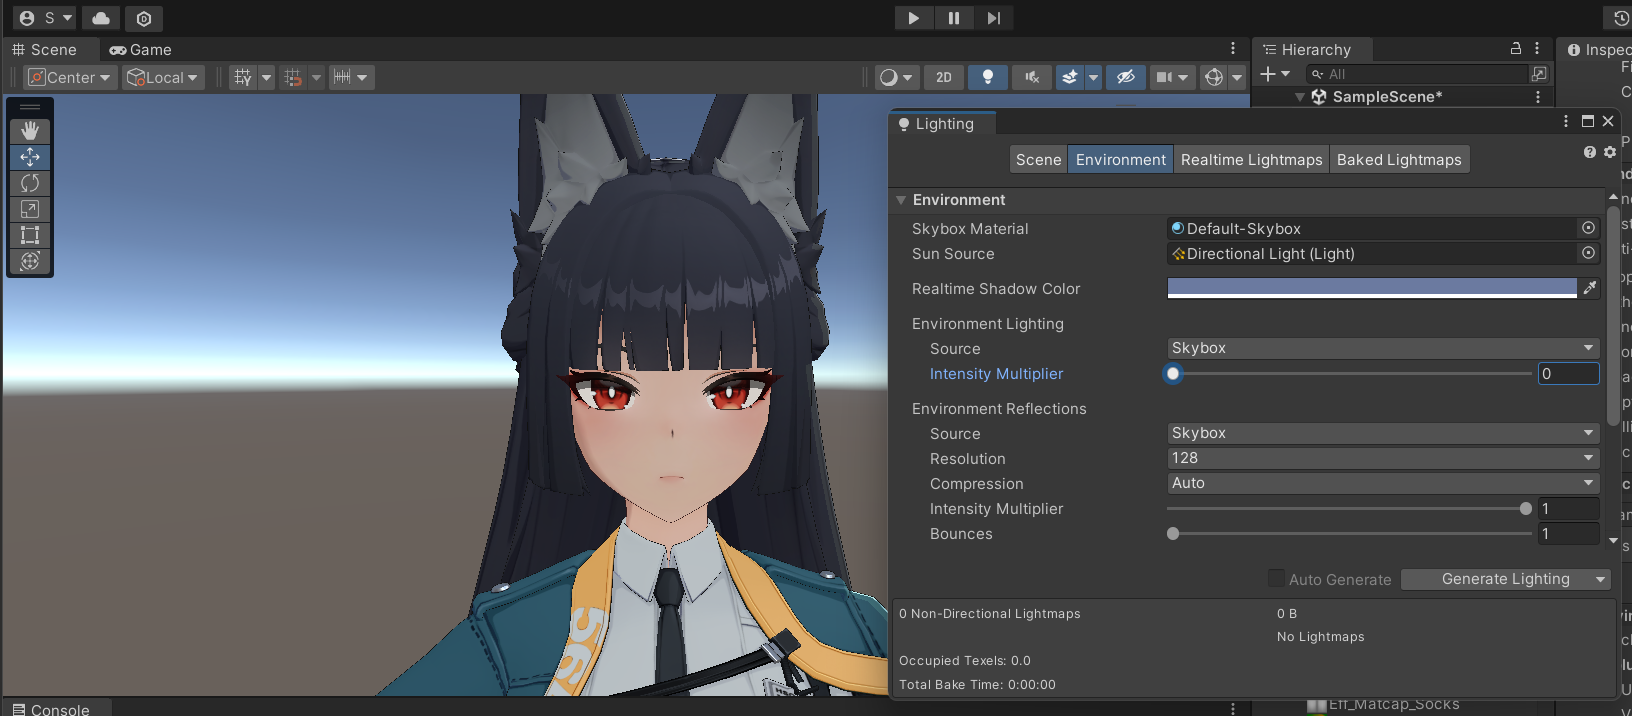 S
Scene
Game
Hierarchy
Center
Local
2D
All
SampleScene*
Lighting
Scene
Environment
Realtime Lightmaps
Baked Lightmaps
Environment
Skybox Material
Default-Skybox
Sun Source
Directional Light (Light)
Realtime Shadow Color
Environment Lighting
Source
Skybox
Intensity Multiplier
0
Environment Reflections
Source
Skybox
Resolution
128
Compression
Auto
Intensity Multiplier
1
Bounces
1
Auto Generate
Generate Lighting
0 Non-Directional Lightmaps
0 B
No Lightmaps
Occupied Texels: 0.0
Total Bake Time: 0:00:00
Console
Eff_Matcap_Socks